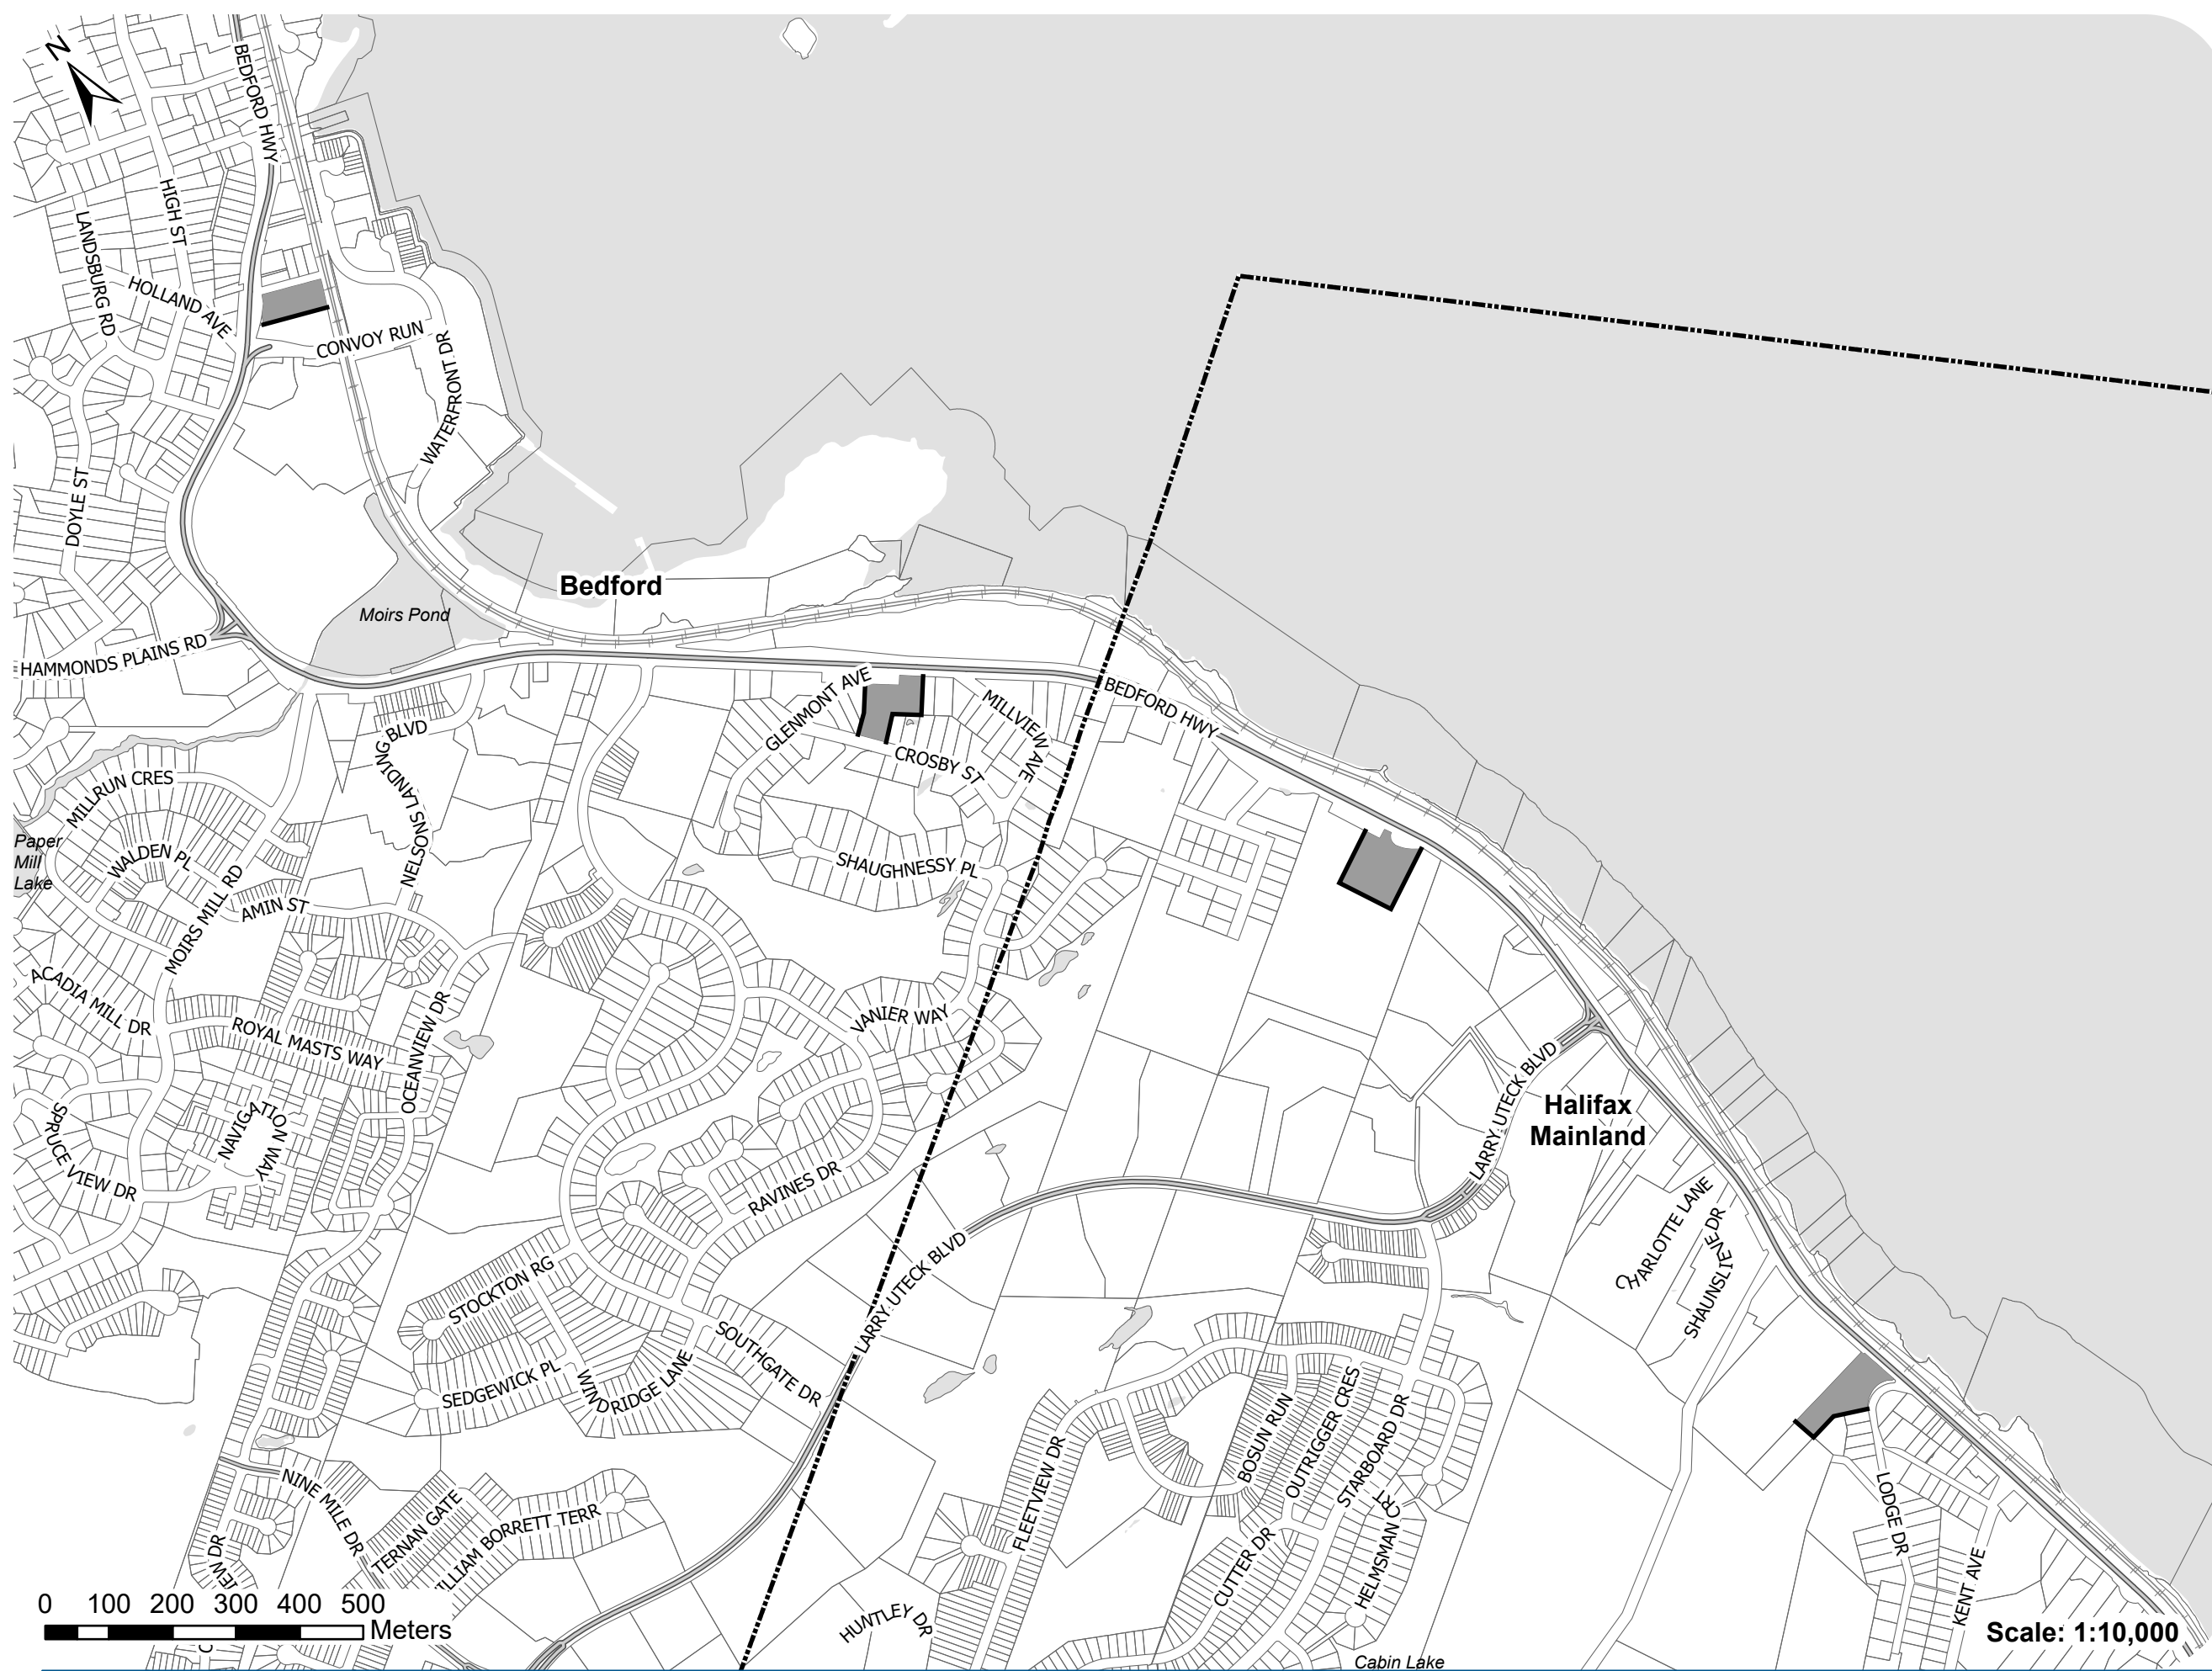 N
BEDFORD HWY
HIGH ST
LANDSBURG RD
HOLLAND AVE
CONVOY RUN
WATERFRONT DR
DOYLE ST
Bedford
Moirs Pond
HAMMONDS PLAINS RD
GLENMONT AVE
MILLVIEW AVE
BEDFORD HWY
CROSBY ST
NELSONS LANDING BLVD
MILLRUN CRES
Paper
Mill
Lake
WALDEN PL
SHAUGHNESSY PL
MOIRS MILL RD
AMIN ST
ACADIA MILL DR
ROYAL MASTS WAY
OCEANVIEW DR
VANIER WAY
LARRY UTECK BLVD
Halifax
Mainland
NAVIGATION WAY
SPRUCE VIEW DR
RAVINES DR
CHARLOTTE LANE
SHAUNSLIEVE DR
LARRY UTECK BLVD
STOCKTON RG
SOUTHGATE DR
SEDGEWICK PL
WINDRIDGE LANE
BOSUN RUN
OUTRIGGER CRES
STARBOARD DR
FLEETVIEW DR
NINE MILE DR
TERNAN GATE
WILLIAM BORRETT TERR
CUTTER DR
HELMSMAN CRT
LODGE DR
KENT AVE
HUNTLEY DR
Cabin Lake
0 100 200 300 400 500
Meters
Scale: 1:10,000